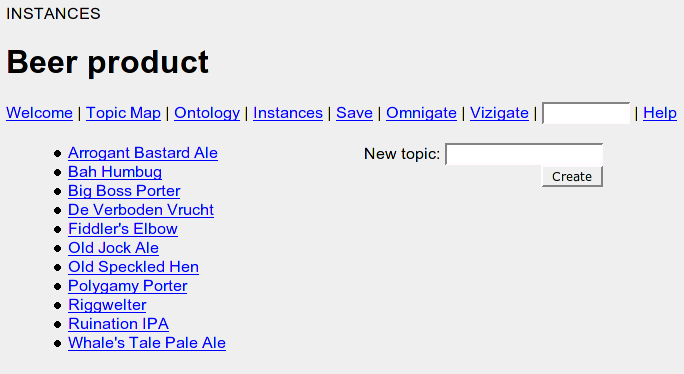 INSTANCES
Beer product
Welcome | Topic Map | Ontology | Instances | Save | Omnigate | Vizigate | | Help
New topic:
Create
Arrogant Bastard Ale
Bah Humbug
Big Boss Porter
De Verboden Vrucht
Fiddler's Elbow
Old Jock Ale
Old Speckled Hen
Polygamy Porter
Riggwelter
Ruination IPA
Whale's Tale Pale Ale